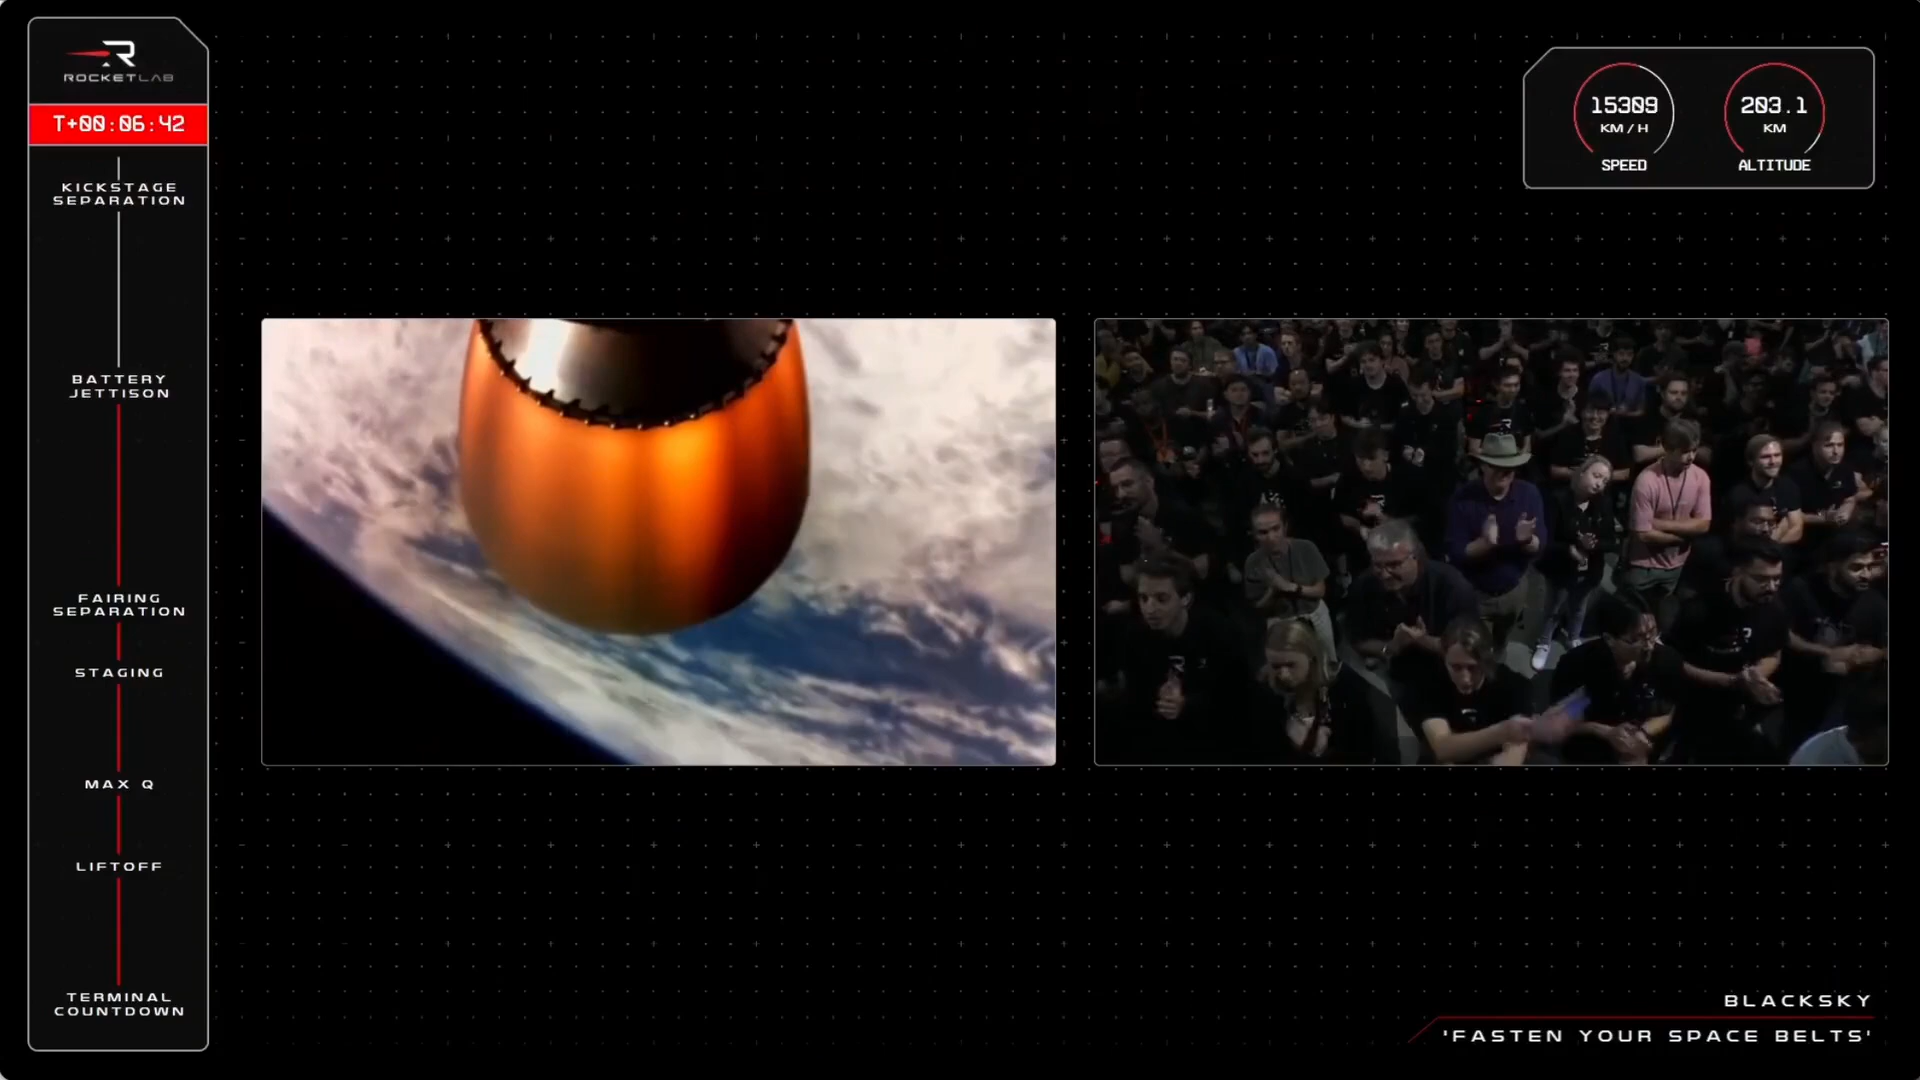 ROCKETLAB
T+00:06:42
KICKSTAGE
SEPARATION
BATTERY
JETTISON
FAIRING
SEPARATION
STAGING
MAX Q
LIFTOFF
TERMINAL
COUNTDOWN
15309
KM/H
SPEED
203.1
KM
ALTITUDE
BLACKSKY
'FASTEN YOUR SPACE BELTS'